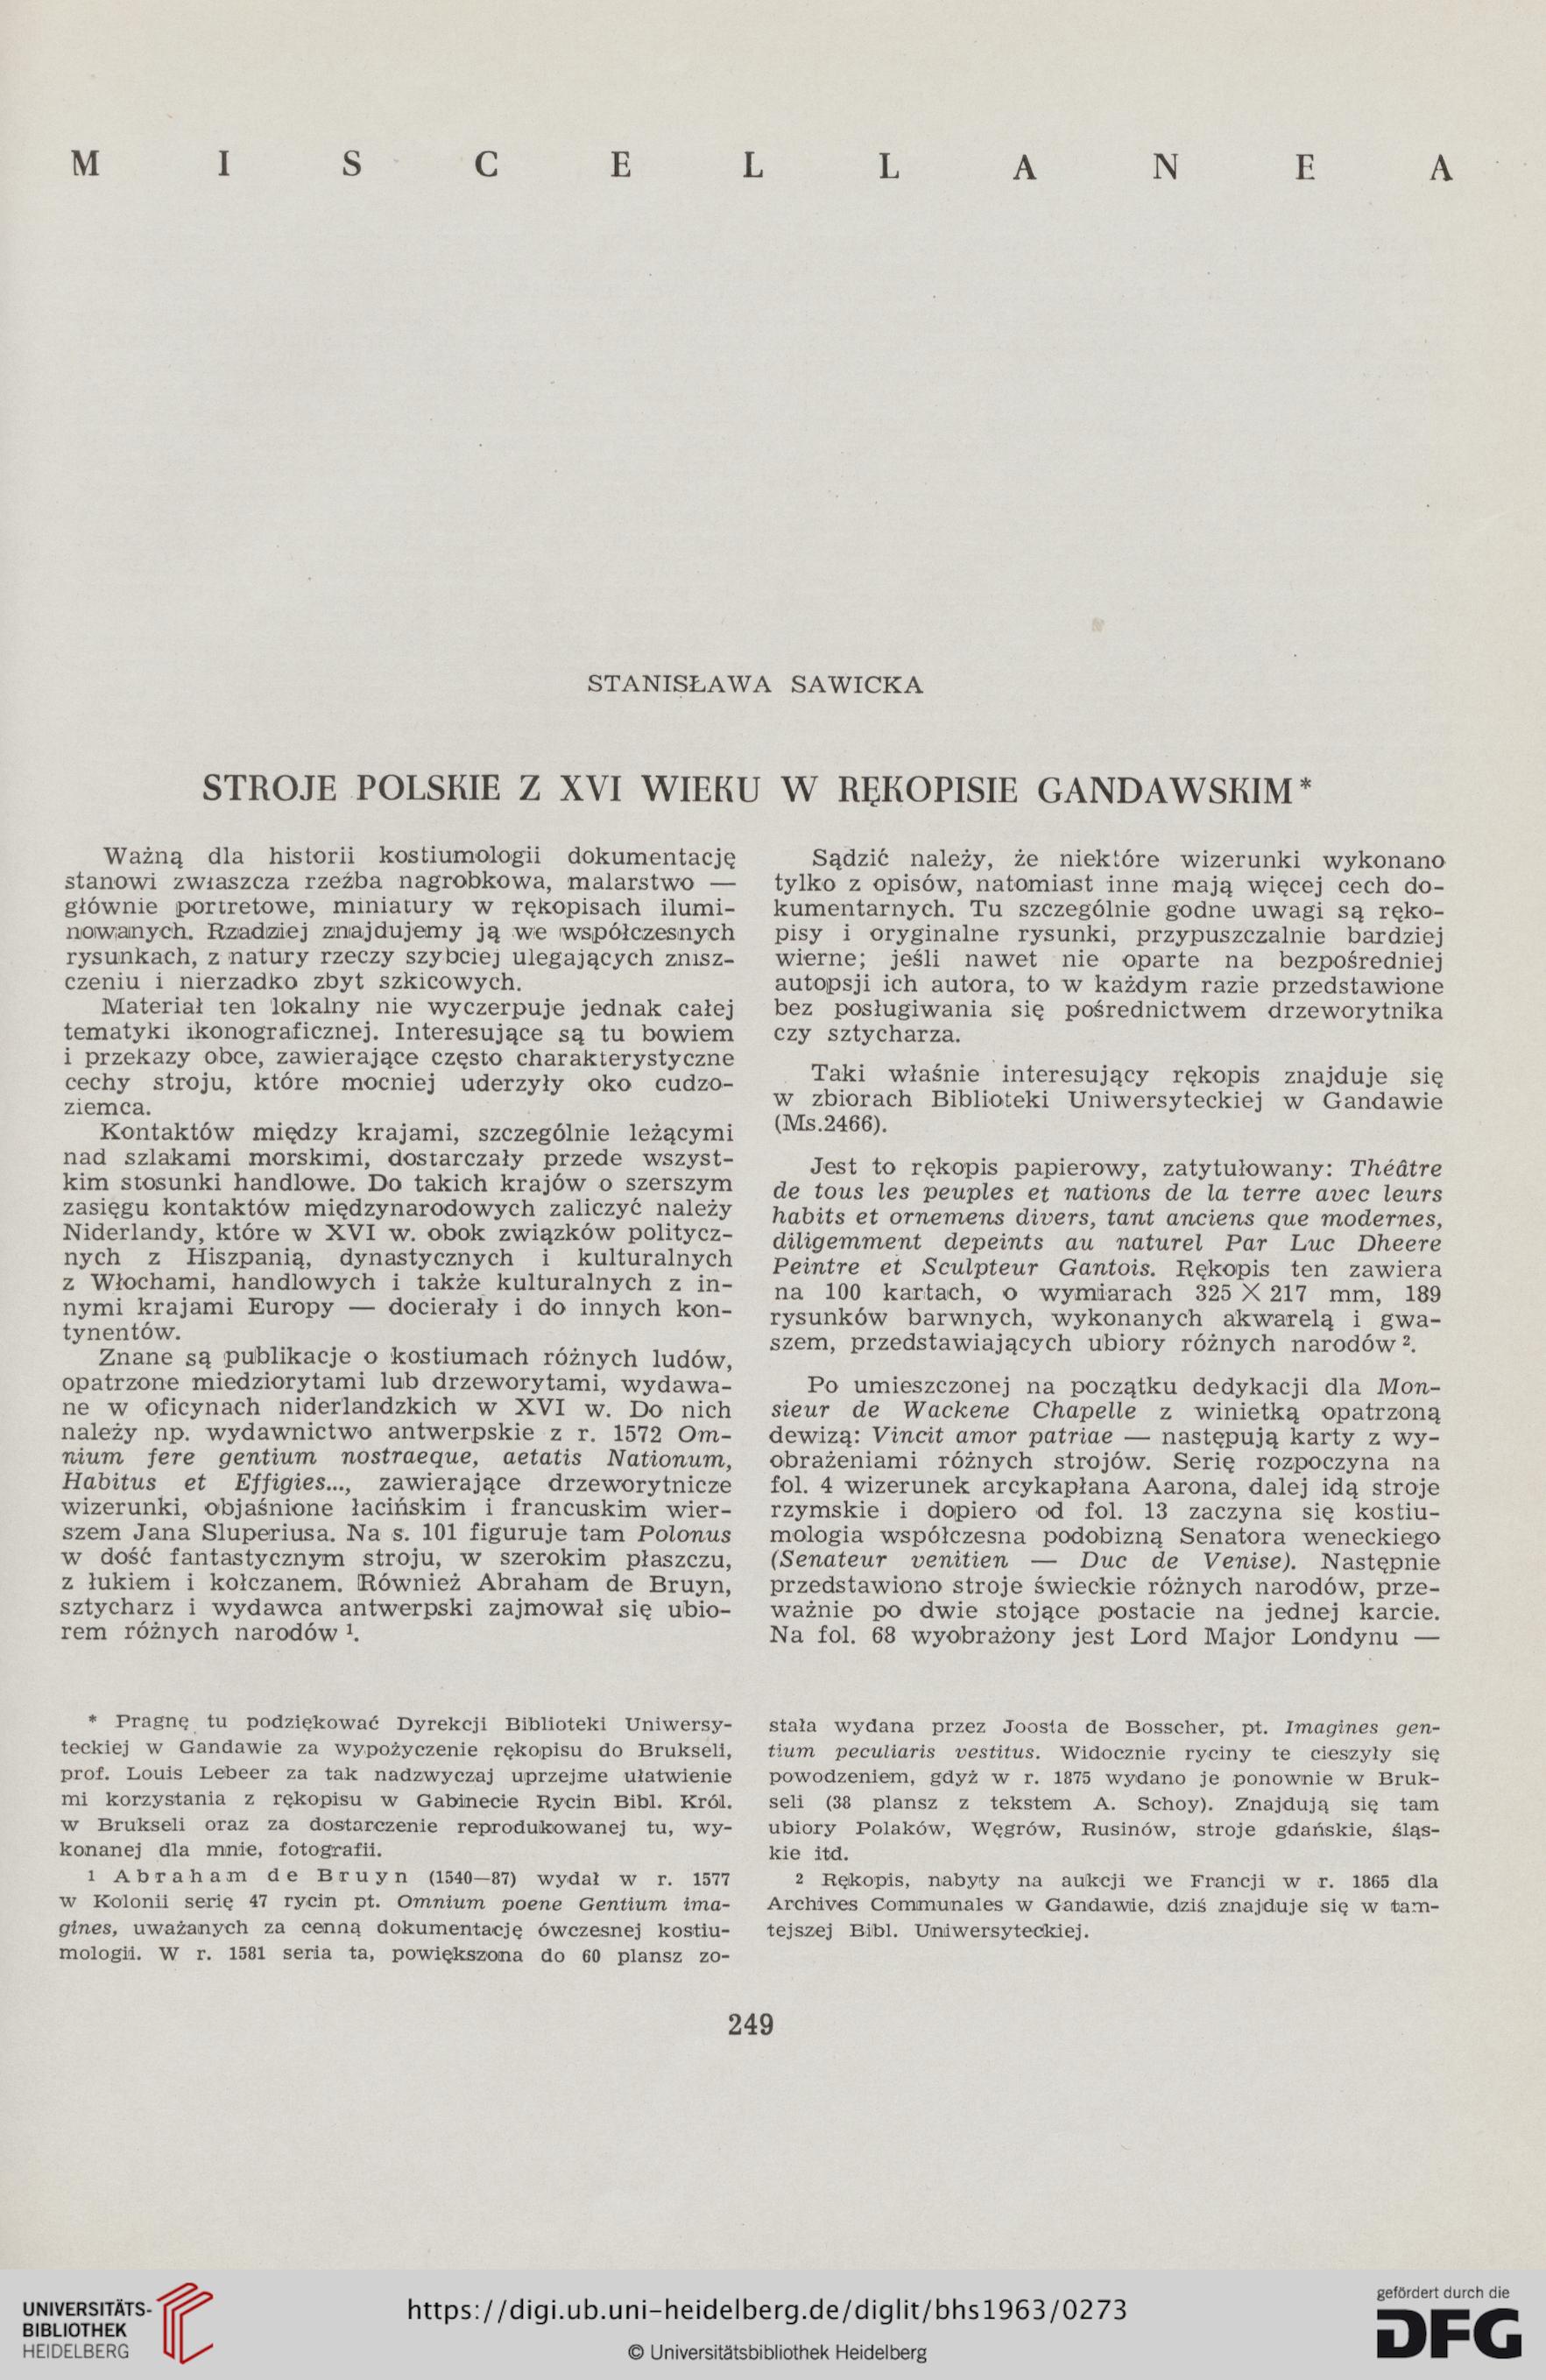 M I S C E L L A N E A
STANISŁAWA SAWICKA
STROJE POLSKIE Z XVI WIEKU W RĘKOPISIE GANDAWSKIM*
Ważną dla historii kostiumologii dokumentację
stanowi zwłaszcza rzeźba nagrobkowa, malarstwo —
głównie portretowe, miniatury w rękopisach ilumi-
nowanych. Rzadziej znajdujemy ją we współczesnych
rysunkach, z natury rzeczy szybciej ulegających znisz-
czeniu i nierzadko zbyt szkicowych.
Materiał ten lokalny nie wyczerpuje jednak całej
tematyki ikonograficznej. Interesujące są tu bowiem
i przekazy obce, zawierające często charakterystyczne
cechy stroju, które mocniej uderzyły oko cudzo-
ziemca.
Kontaktów między krajami, szczególnie leżącymi
nad szlakami morskimi, dostarczały przede wszyst-
kim stosunki handlowe. Do takich krajów o szerszym
zasięgu kontaktów międzynarodowych zaliczyć należy
Niderlandy, które w XVI w. obok związków politycz-
nych z Hiszpanią, dynastycznych i kulturalnych
z Włochami, handlowych i także kulturalnych z in-
nymi krajami Europy — docierały i do innych kon-
tynentów.
Znane są publikacje o kostiumach różnych ludów,
opatrzone miedziorytami lub drzeworytami, wydawa-
ne w oficynach niderlandzkich w XVI w. Do nich
należy np. wydawnictwo antwerpskie z r. 1572 Om-
nium fere gentium nostraeque, aetatis Nationum,
Habitus et Effigies..., zawierające drzeworytnicze
wizerunki, objaśnione łacińskim i francuskim wier-
szem Jana Sluperiusa. Na s. 101 figuruje tam Polonus
w dość fantastycznym stroju, w szerokim płaszczu,
z łukiem i kołczanem. Również Abraham de Bruyn,
sztycharz i wydawca antwerpski zajmował się ubio-
rem różnych narodów ¹.
Sądzić należy, że niektóre wizerunki wykonano
tylko z opisów, natomiast inne mają więcej cech do-
kumentarnych. Tu szczególnie godne uwagi są ręko-
pisy i oryginalne rysunki, przypuszczalnie bardziej
wierne; jeśli nawet nie oparte na bezpośredniej
autopsji ich autora, to w każdym razie przedstawione
bez posługiwania się pośrednictwem drzeworytnika
czy sztycharza.
Taki właśnie interesujący rękopis znajduje się
w zbiorach Biblioteki Uniwersyteckiej w Gandawie
(Ms.2466).
Jest to rękopis papierowy, zatytułowany: Théâtre
de tous les peuples et nations de la terre avec leurs
habits et ornemens divers, tant anciens que modernes,
diligemment depeints au naturel Par Luc Dheere
Peintre et Sculpteur Gantois. Rękopis ten zawiera
na 100 kartach, o wymiarach 325 X 217 mm, 189
rysunków barwnych, wykonanych akwarelą i gwa-
szem, przedstawiających ubiory różnych narodów ².
Po umieszczonej na początku dedykacji dla Mon-
sieur de Wackene Chapelle z winietką opatrzoną
dewizą: Vincit amor patriae — następują karty z wy-
obrażeniami różnych strojów. Serię rozpoczyna na
fol. 4 wizerunek arcykapłana Aarona, dalej idą stroje
rzymskie i dopiero od fol. 13 zaczyna się kostiu-
mologia współczesna podobizną Senatora weneckiego
(Senateur venitien — Duc de Venise). Następnie
przedstawiono stroje świeckie różnych narodów, prze-
ważnie po dwie stojące postacie na jednej karcie.
Na fol. 68 wyobrażony jest Lord Major Londynu —
* Pragnę tu podziękować Dyrekcji Biblioteki Uniwersy-
teckiej w Gandawie za wypożyczenie rękopisu do Brukseli,
prof. Louis Lebeer za tak nadzwyczaj uprzejme ułatwienie
mi korzystania z rękopisu w Gabinecie Rycin Bibl. Król.
w Brukseli oraz za dostarczenie reprodukowanej tu, wy-
konanej dla mnie, fotografii.
1 Abraham de Bruyn (1540—87) wydał w r. 1577
w Kolonii serię 47 rycin pt. Omnium poene Gentium ima-
gines, uważanych za cenną dokumentację ówczesnej kostiu-
mologii. W r. 1581 seria ta, powiększona do 60 plansz zo-
stała wydana przez Joosta de Bosscher, pt. Imagines gen-
tium peculiaris vestitus. Widocznie ryciny te cieszyły się
powodzeniem, gdyż w r. 1875 wydano je ponownie w Bruk-
seli (38 plansz z tekstem A. Schoy). Znajdują się tam
ubiory Polaków, Węgrów, Rusinów, stroje gdańskie, śląs-
kie itd.
2 Rękopis, nabyty na aukcji we Francji w r. 1865 dla
Archives Communales w Gandawie, dziś znajduje się w tam-
tejszej Bibl. Uniwersyteckiej.
249
UNIVERSITÄTS-
BIBLIOTHEK
HEIDELBERG
https://digi.ub.uni-heidelberg.de/diglit/bhs1963/0273
© Universitätsbibliothek Heidelberg
gefördert durch die
DFG